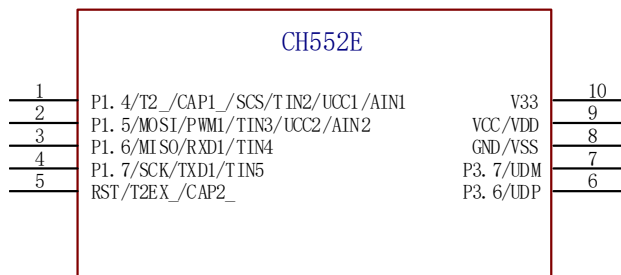 CH552E
1 P1.4/T2_/CAP1_/SCS/TIN2/UCC1/AIN1 V33 10
2 P1.5/MOSI/PWM1/TIN3/UCC2/AIN2 VCC/VDD 9
3 P1.6/MISO/RXD1/TIN4 GND/VSS 8
4 P1.7/SCK/TXD1/TIN5 P3.7/UDM 7
5 RST/T2EX_/CAP2_ P3.6/UDP 6